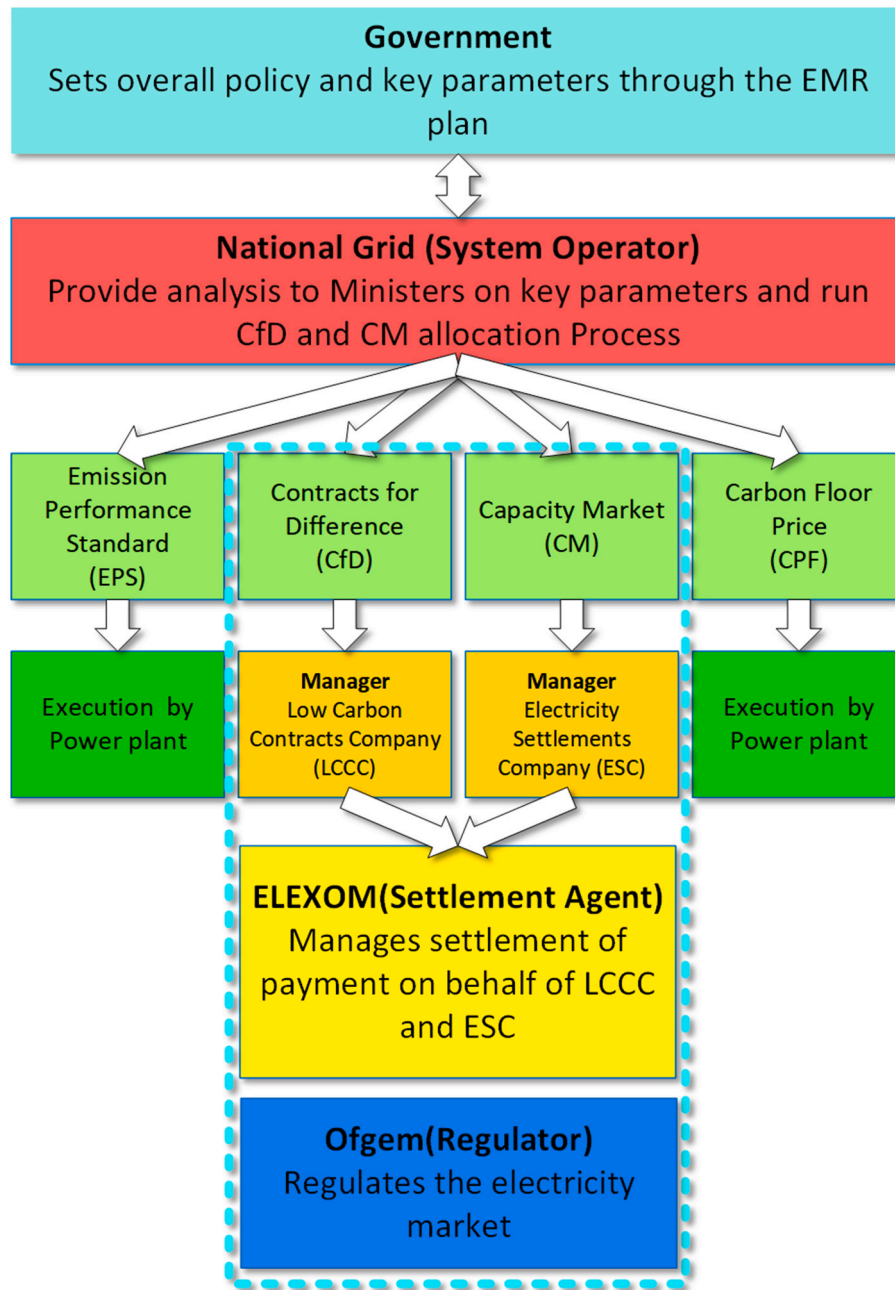 Government
Sets overall policy and key parameters through the EMR
plan
National Grid (System Operator)
Provide analysis to Ministers on key parameters and run
CfD and CM allocation Process
Emission
Performance
Standard
(EPS)
Contracts for
Difference
(CfD)
Capacity Market
(CM)
Carbon Floor
Price
(CPF)
Execution by
Power plant
Manager
Low Carbon
Contracts Company
(LCCC)
Manager
Electricity
Settlements
Company (ESC)
Execution by
Power plant
ELEXOM(Settlement Agent)
Manages settlement of
payment on behalf of LCCC
and ESC
Ofgem(Regulator)
Regulates the electricity
market